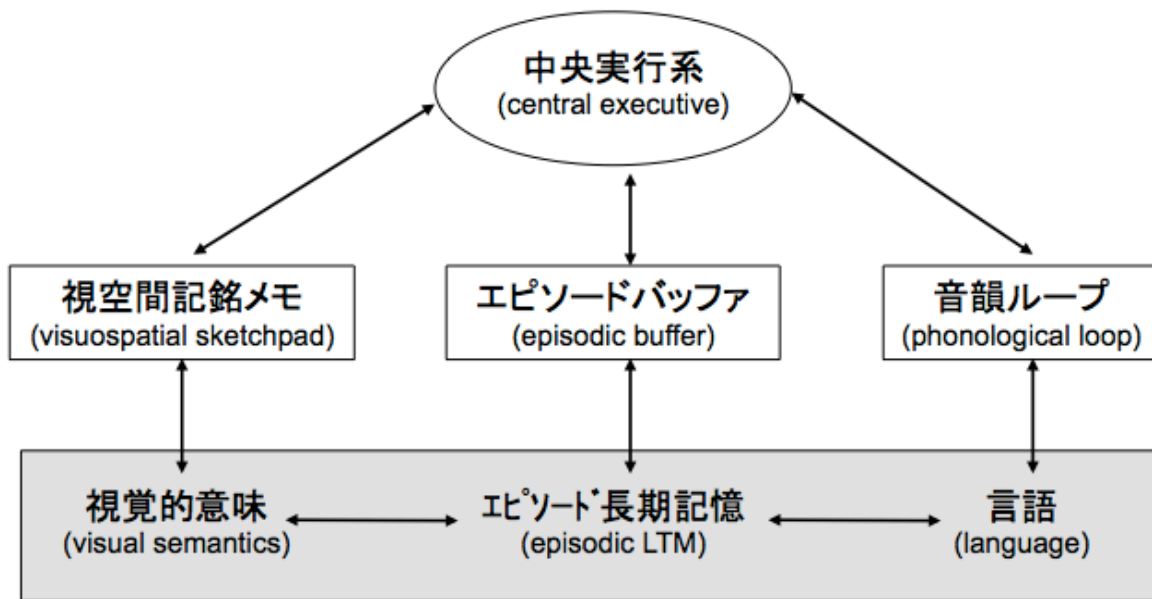 中央実行系
(central executive)
視空間記銘メモ
(visuospatial sketchpad)
エピソードバッファ
(episodic buffer)
音韻ループ
(phonological loop)
視覚的意味
(visual semantics)
ｴﾋﾟｿｰﾄﾞ長期記憶
(episodic LTM)
言語
(language)